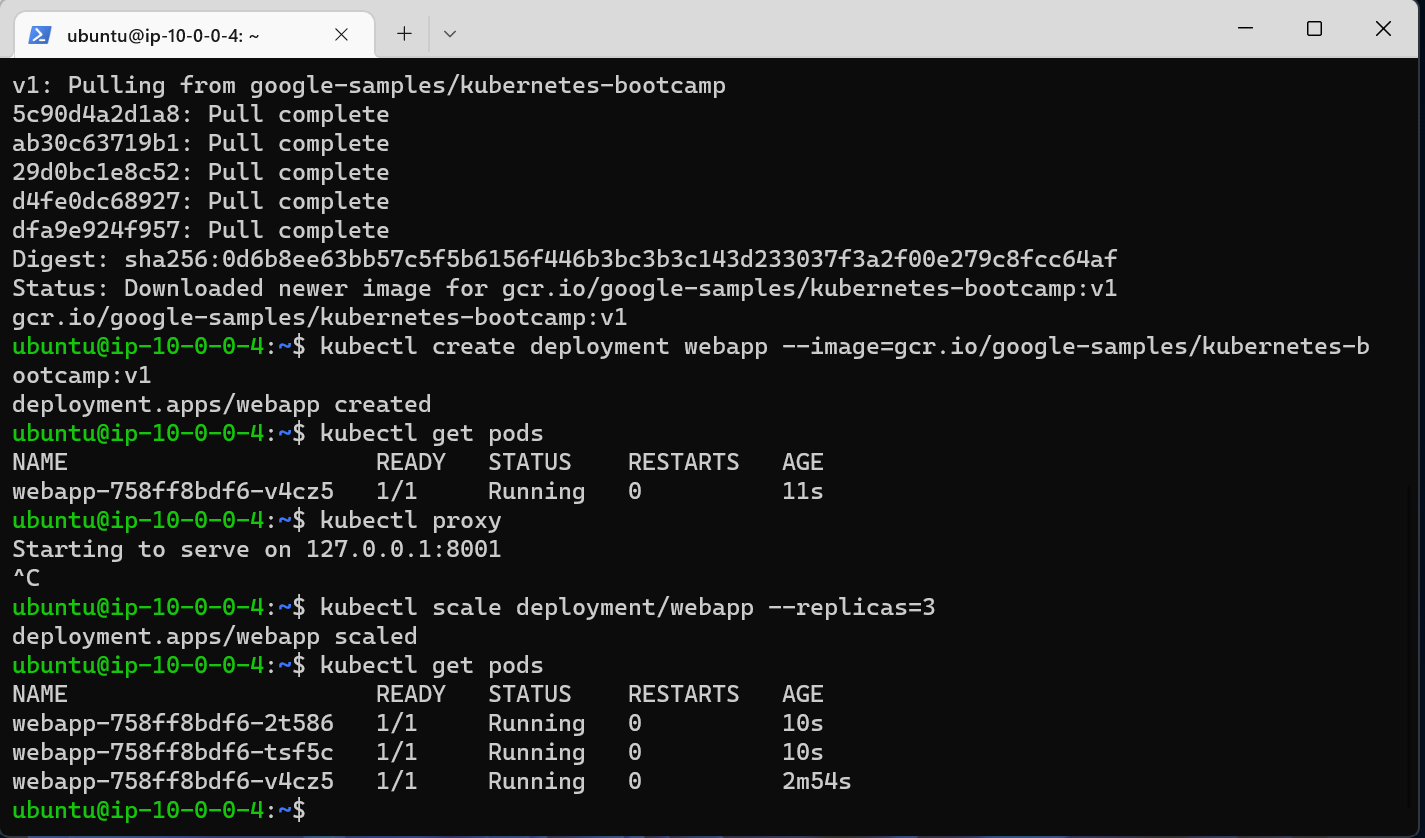 ubuntu@ip-10-0-0-4: ~
v1: Pulling from google-samples/kubernetes-bootcamp
5c90d4a2d1a8: Pull complete
ab30c63719b1: Pull complete
29d0bc1e8c52: Pull complete
d4fe0dc68927: Pull complete
dfa9e924f957: Pull complete
Digest: sha256:0d6b8ee63bb57c5f5b6156f446b3bc3b3c143d233037f3a2f00e279c8fcc64af
Status: Downloaded newer image for gcr.io/google-samples/kubernetes-bootcamp:v1
gcr.io/google-samples/kubernetes-bootcamp:v1
ubuntu@ip-10-0-0-4:~$ kubectl create deployment webapp --image=gcr.io/google-samples/kubernetes-b
ootcamp:v1
deployment.apps/webapp created
ubuntu@ip-10-0-0-4:~$ kubectl get pods
NAME                      READY   STATUS    RESTARTS   AGE
webapp-758ff8bdf6-v4cz5   1/1     Running   0          11s
ubuntu@ip-10-0-0-4:~$ kubectl proxy
Starting to serve on 127.0.0.1:8001
^C
ubuntu@ip-10-0-0-4:~$ kubectl scale deployment/webapp --replicas=3
deployment.apps/webapp scaled
ubuntu@ip-10-0-0-4:~$ kubectl get pods
NAME                      READY   STATUS    RESTARTS   AGE
webapp-758ff8bdf6-2t586   1/1     Running   0          10s
webapp-758ff8bdf6-tsf5c   1/1     Running   0          10s
webapp-758ff8bdf6-v4cz5   1/1     Running   0          2m54s
ubuntu@ip-10-0-0-4:~$